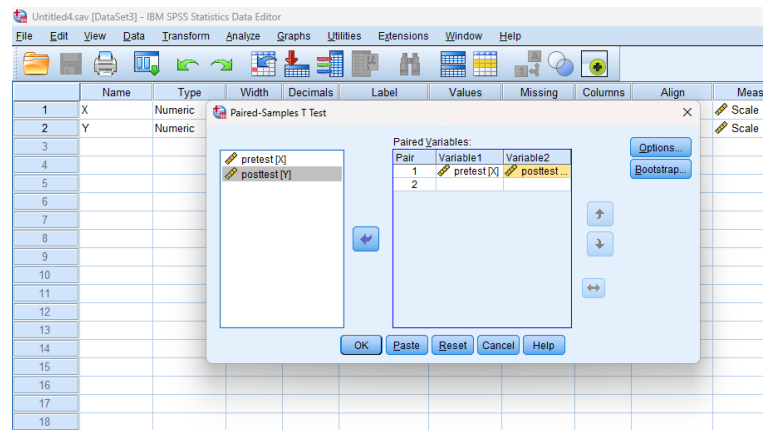 Untitled4.sav [DataSet3] - IBM SPSS Statistics Data Editor
File Edit View Data Transform Analyze Graphs Utilities Extensions Window Help
Name Type Width Decimals Label Values Missing Columns Align Meas
1 X Numeric Scale
2 Y Numeric Scale
3
4
5
6
7
8
9
10
11
12
13
14
15
16
17
18
Paired-Samples T Test
pretest [X]
posttest [Y]
Paired Variables:
Pair Variable1 Variable2
1 pretest [X] posttest ...
2
Options...
Bootstrap...
OK Paste Reset Cancel Help